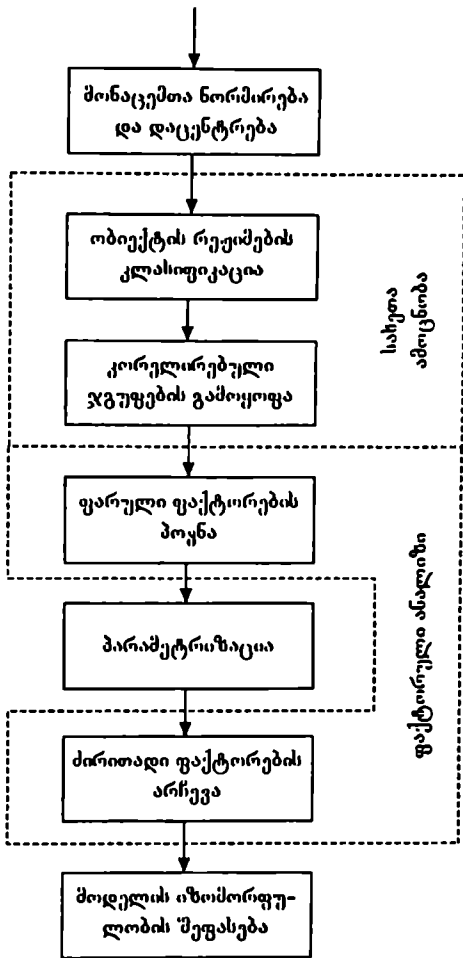 მონაცემთა ნორმირება
და დაცენტრება
ობიექტის რეჟიმების
კლასიფიკაცია
კორელირებული
ჯგუფების გამოყოფა
სახეთა
ამოცნობა
ფარული ფაქტორების
პოვნა
პარამეტრიზაცია
ფაქტორული ანალიზი
ძირითადი ფაქტორების
არჩევა
მოდელის იზომორფუ-
ლობის შეფასება